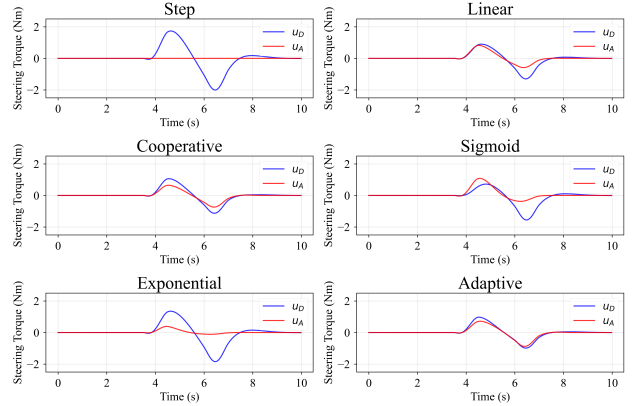 Step
Steering Torque (Nm)
2
0
−2
u_D
u_A
0 2 4 6 8 10
Time (s)
Linear
Steering Torque (Nm)
2
0
−2
u_D
u_A
0 2 4 6 8 10
Time (s)
Cooperative
Steering Torque (Nm)
2
0
−2
u_D
u_A
0 2 4 6 8 10
Time (s)
Sigmoid
Steering Torque (Nm)
2
0
−2
u_D
u_A
0 2 4 6 8 10
Time (s)
Exponential
Steering Torque (Nm)
2
0
−2
u_D
u_A
0 2 4 6 8 10
Time (s)
Adaptive
Steering Torque (Nm)
2
0
−2
u_D
u_A
0 2 4 6 8 10
Time (s)